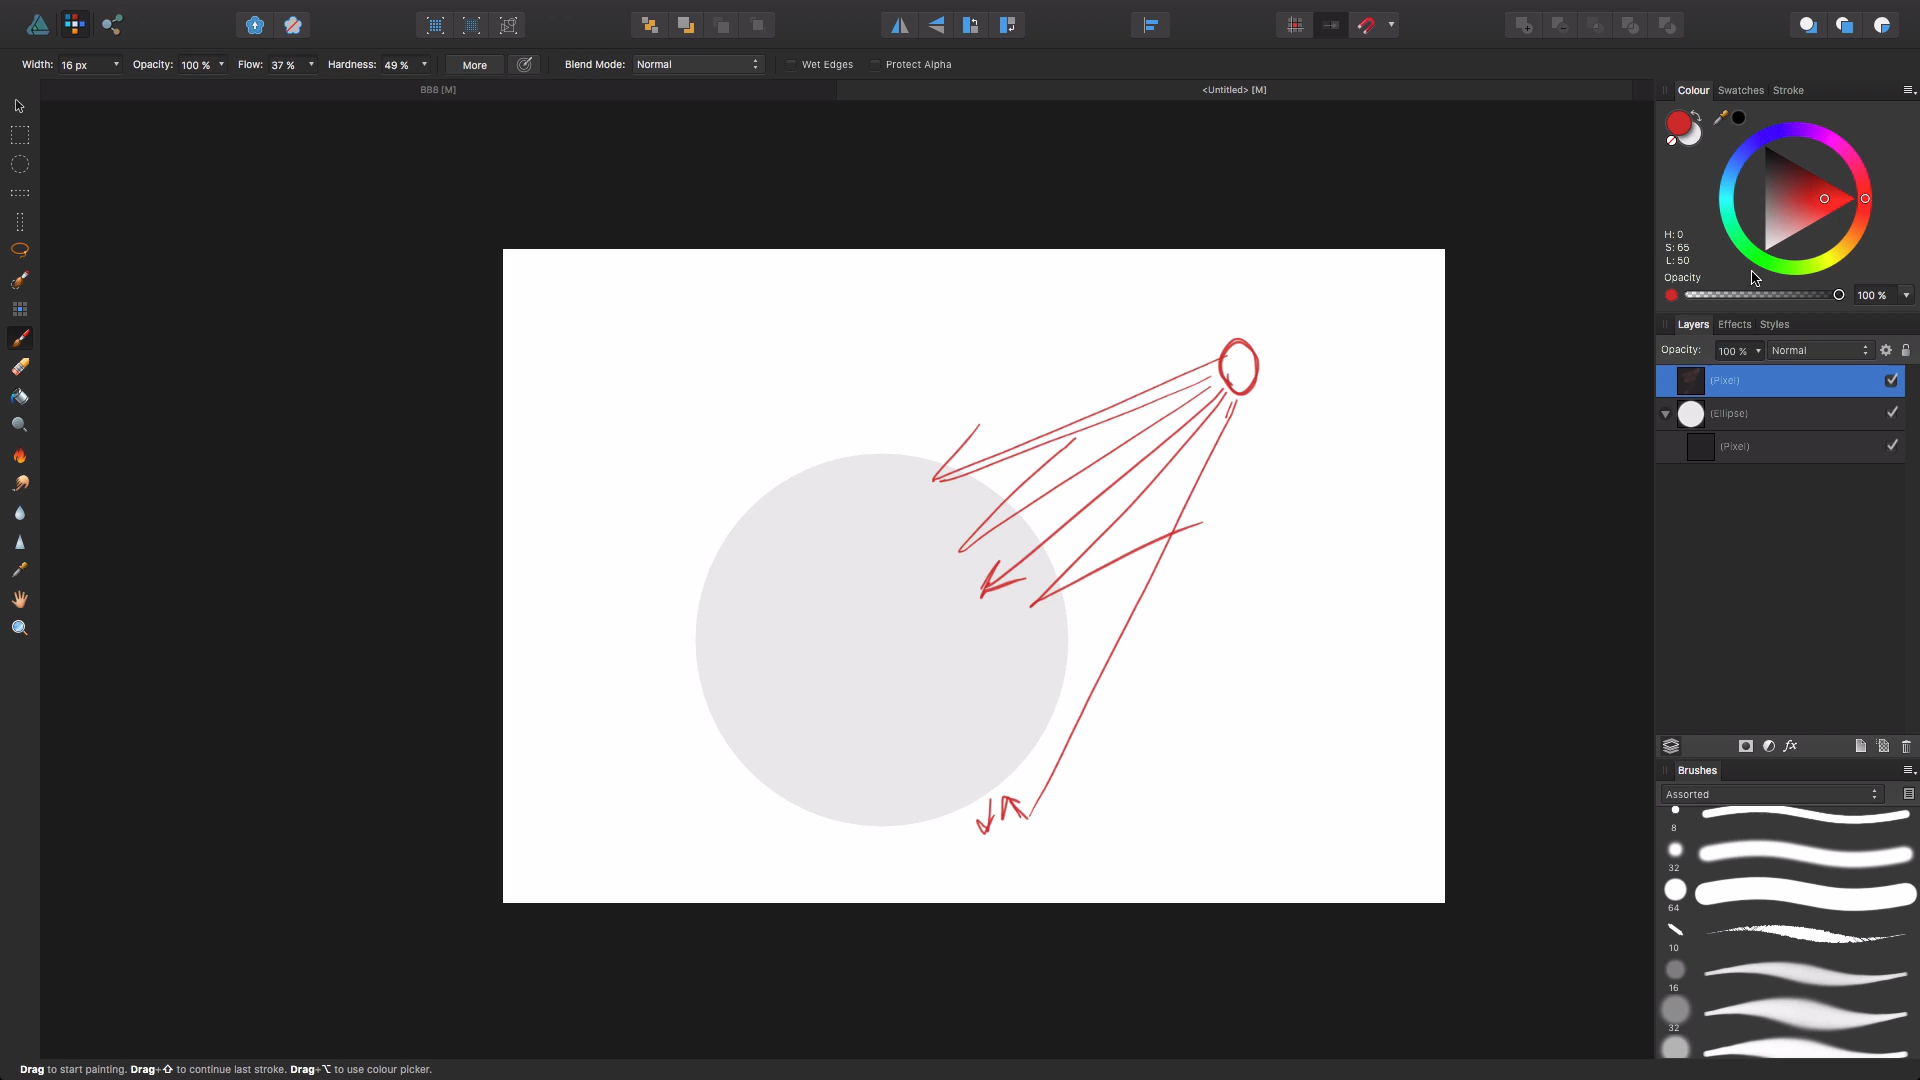 Width: 16 px Opacity: 100 % Flow: 37 % Hardness: 49 % More Blend Mode: Normal Wet Edges Protect Alpha
BB8 [M] <Untitled> [M]
Colour Swatches Stroke
H: 0
S: 65
L: 50
Opacity
100 %
Layers Effects Styles
Opacity: 100 % Normal
(Pixel)
(Ellipse)
(Pixel)
fx
Brushes
Assorted
8
32
64
10
16
32
Drag to start painting. Drag+⇧ to continue last stroke. Drag+⌥ to use colour picker.